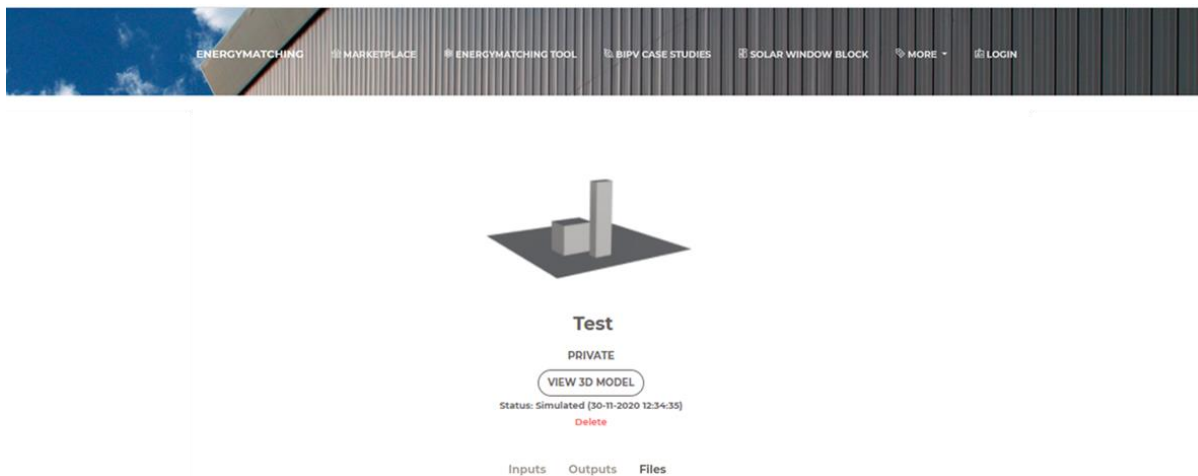 ENERGYMATCHING MARKETPLACE ENERGYMATCHING TOOL BIPV CASE STUDIES SOLAR WINDOW BLOCK MORE LOGIN
Test
PRIVATE
VIEW 3D MODEL
Status: Simulated (30-11-2020 12:34:35)
Delete
Inputs Outputs Files